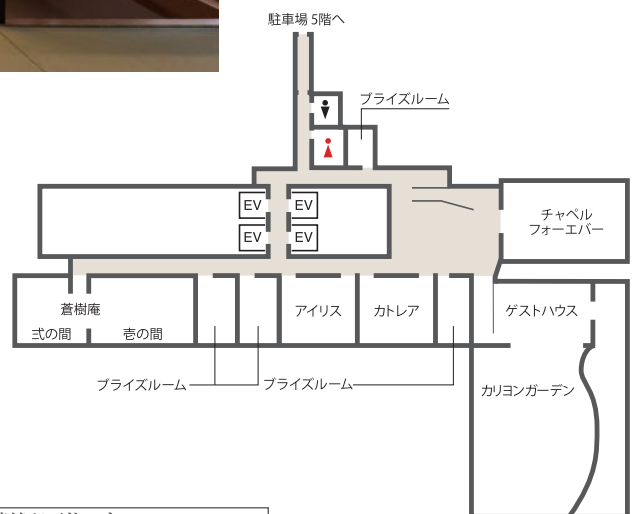 駐車場 5階へ
ブライズルーム
EV
EV
EV
EV
チャペル
フォーエバー
蒼樹庵
弐の間
壱の間
アイリス
カトレア
ゲストハウス
ブライズルーム
ブライズルーム
カリヨンガーデン